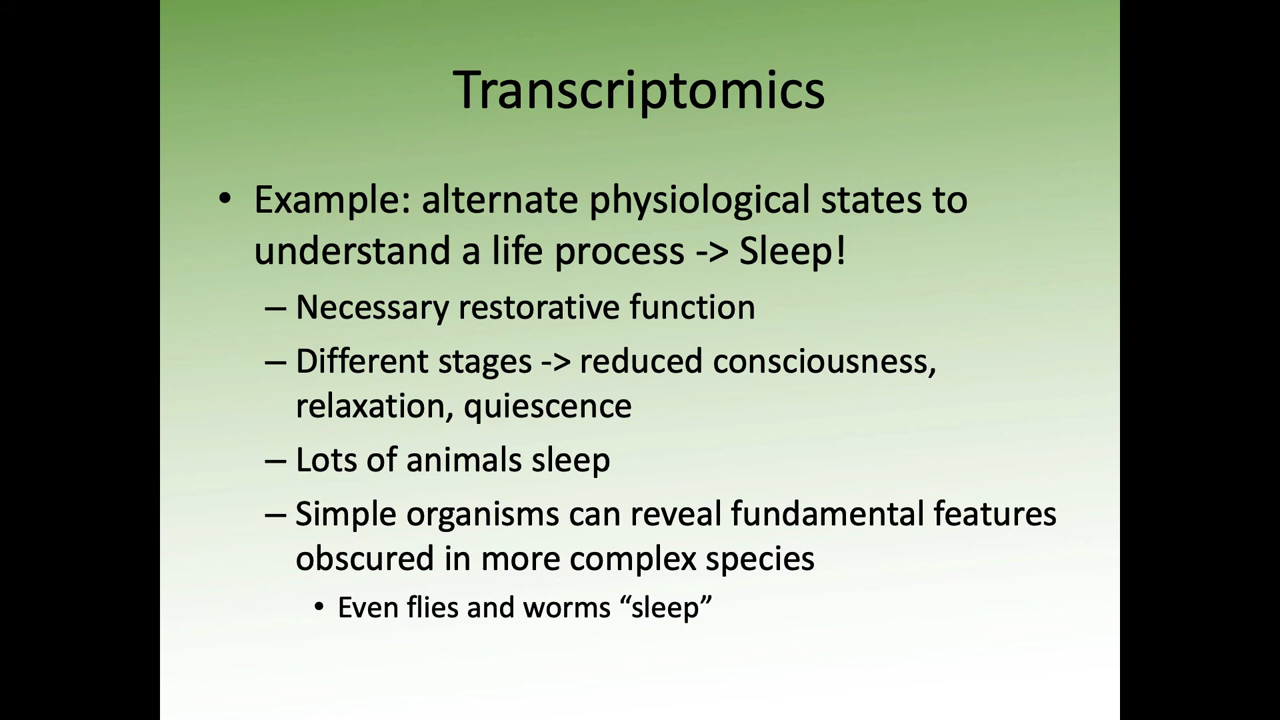 Transcriptomics
• Example: alternate physiological states to
understand a life process -> Sleep!
– Necessary restorative function
– Different stages -> reduced consciousness,
relaxation, quiescence
– Lots of animals sleep
– Simple organisms can reveal fundamental features
obscured in more complex species
• Even flies and worms “sleep”